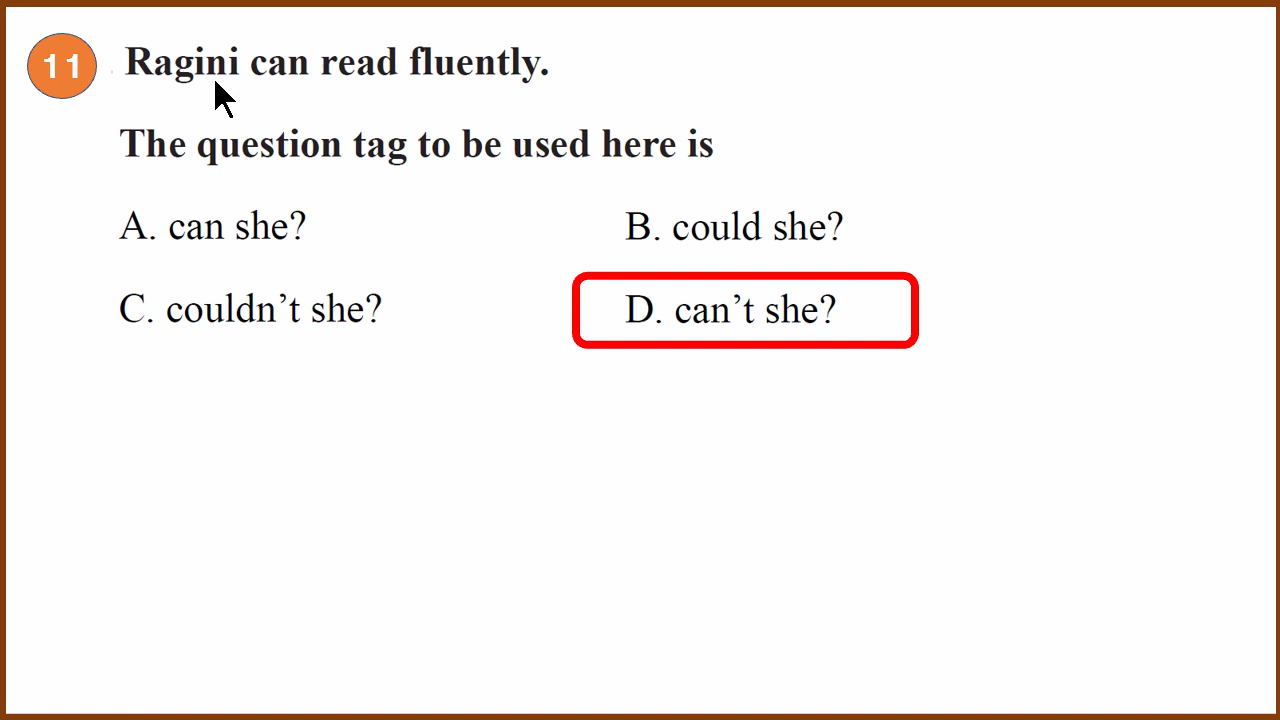 11 Ragini can read fluently.
The question tag to be used here is
A. can she? B. could she?
C. couldn’t she? D. can’t she?